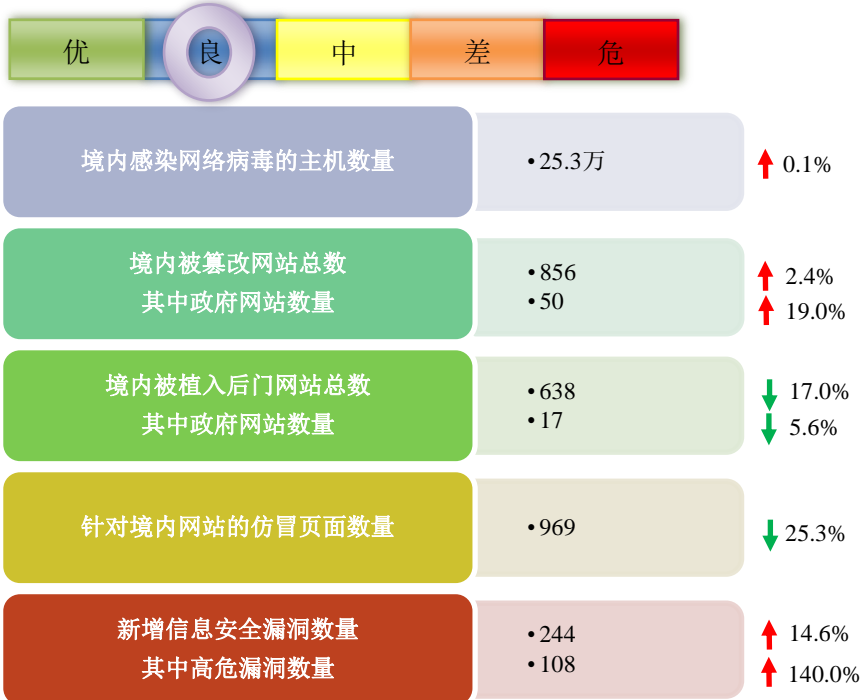 优 良 中 差 危
境内感染网络病毒的主机数量 •25.3万 0.1%
境内被篡改网站总数 •856 2.4%
其中政府网站数量 •50 19.0%
境内被植入后门网站总数 •638 17.0%
其中政府网站数量 •17 5.6%
针对境内网站的仿冒页面数量 •969 25.3%
新增信息安全漏洞数量 •244 14.6%
其中高危漏洞数量 •108 140.0%